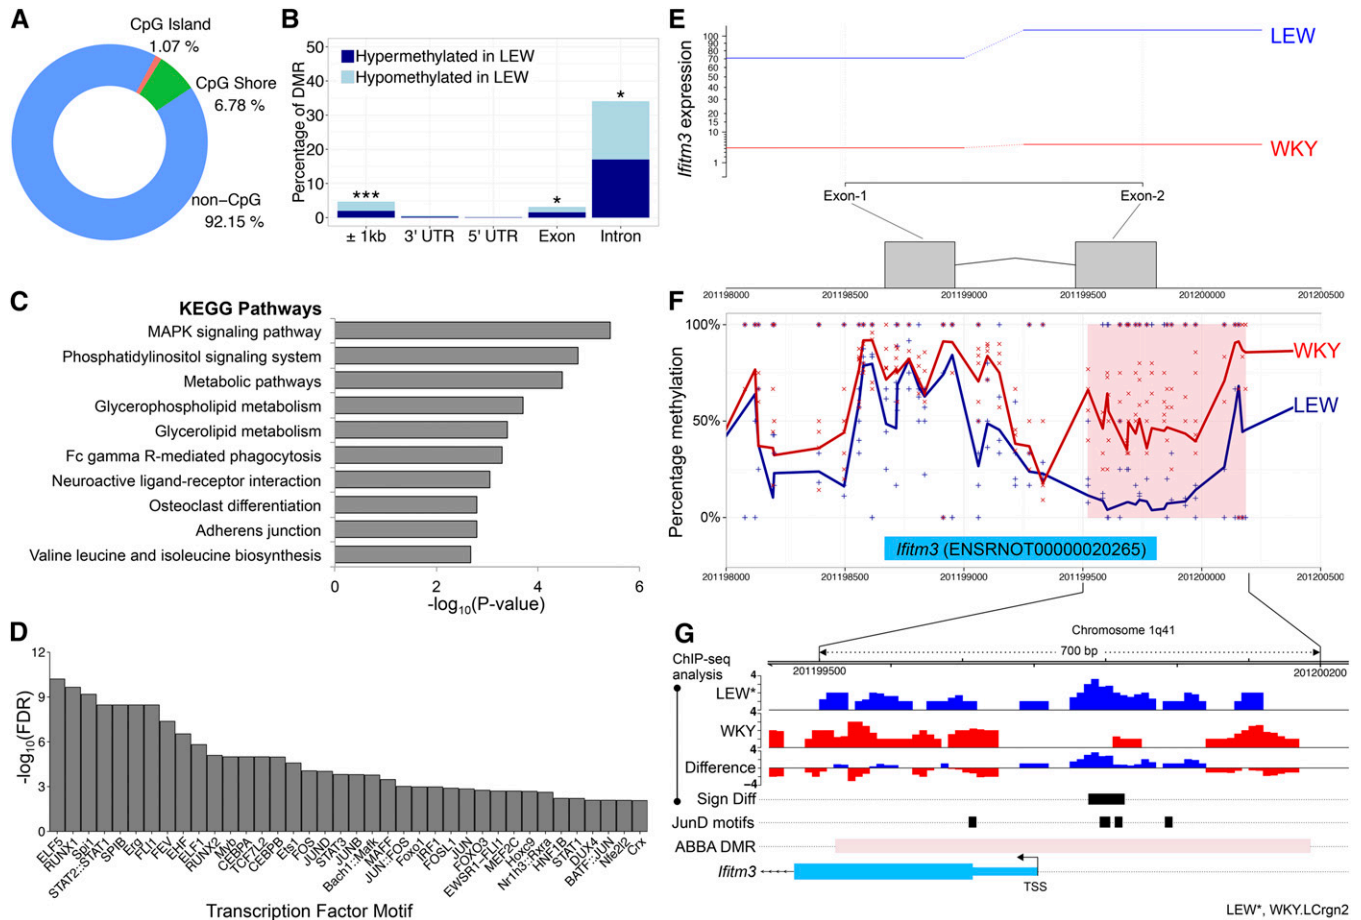 A
CpG Island
1.07 %
CpG Shore
6.78 %
non−CpG
92.15 %
B
Percentage of DMR
50
40
30
20
10
0
Hypermethylated in LEW
Hypomethylated in LEW
***
*
*
± 1kb
3' UTR
5' UTR
Exon
Intron
C
KEGG Pathways
MAPK signaling pathway
Phosphatidylinositol signaling system
Metabolic pathways
Glycerophospholipid metabolism
Glycerolipid metabolism
Fc gamma R-mediated phagocytosis
Neuroactive ligand-receptor interaction
Osteoclast differentiation
Adherens junction
Valine leucine and isoleucine biosynthesis
0 2 4 6
-log10(P-value)
D
-log10(FDR)
12
9
6
3
0
ELF5
RUNX1
Spi1
STAT2::STAT1
SPIB
Erg
FLI1
FEV
EHF
ELF1
RUNX2
Myb
CEBPA
TCF7L2
CEBPB
Ets1
FOS
JUND
STAT3
JUNB
Bach1::Mafk
MAFF
JUN::FOS
Foxo1
IRF1
FOSL1
JUN
FOXO3
EWSR1−FLI1
MEF2C
Hoxc9
Nr1h3::Rxra
HNF1B
STAT1
DUX4
BATF::JUN
Nfe2l2
Crx
Transcription Factor Motif
E
Ifitm3 expression
100
70
50
30
20
10
1
LEW
WKY
Exon-1
Exon-2
201198000 201198500 201199000 201199500 201200000 201200500
F
Percentage methylation
100%
50%
0%
WKY
LEW
Ifitm3 (ENSRNOT00000020265)
201198000 201198500 201199000 201199500 201200000 201200500
G
Chromosome 1q41
700 bp
ChIP-seq
analysis
201199500
201200200
4
LEW*
4
WKY
4
Difference
−4
Sign Diff
JunD motifs
ABBA DMR
Ifitm3
TSS
LEW*, WKY.LCrgn2